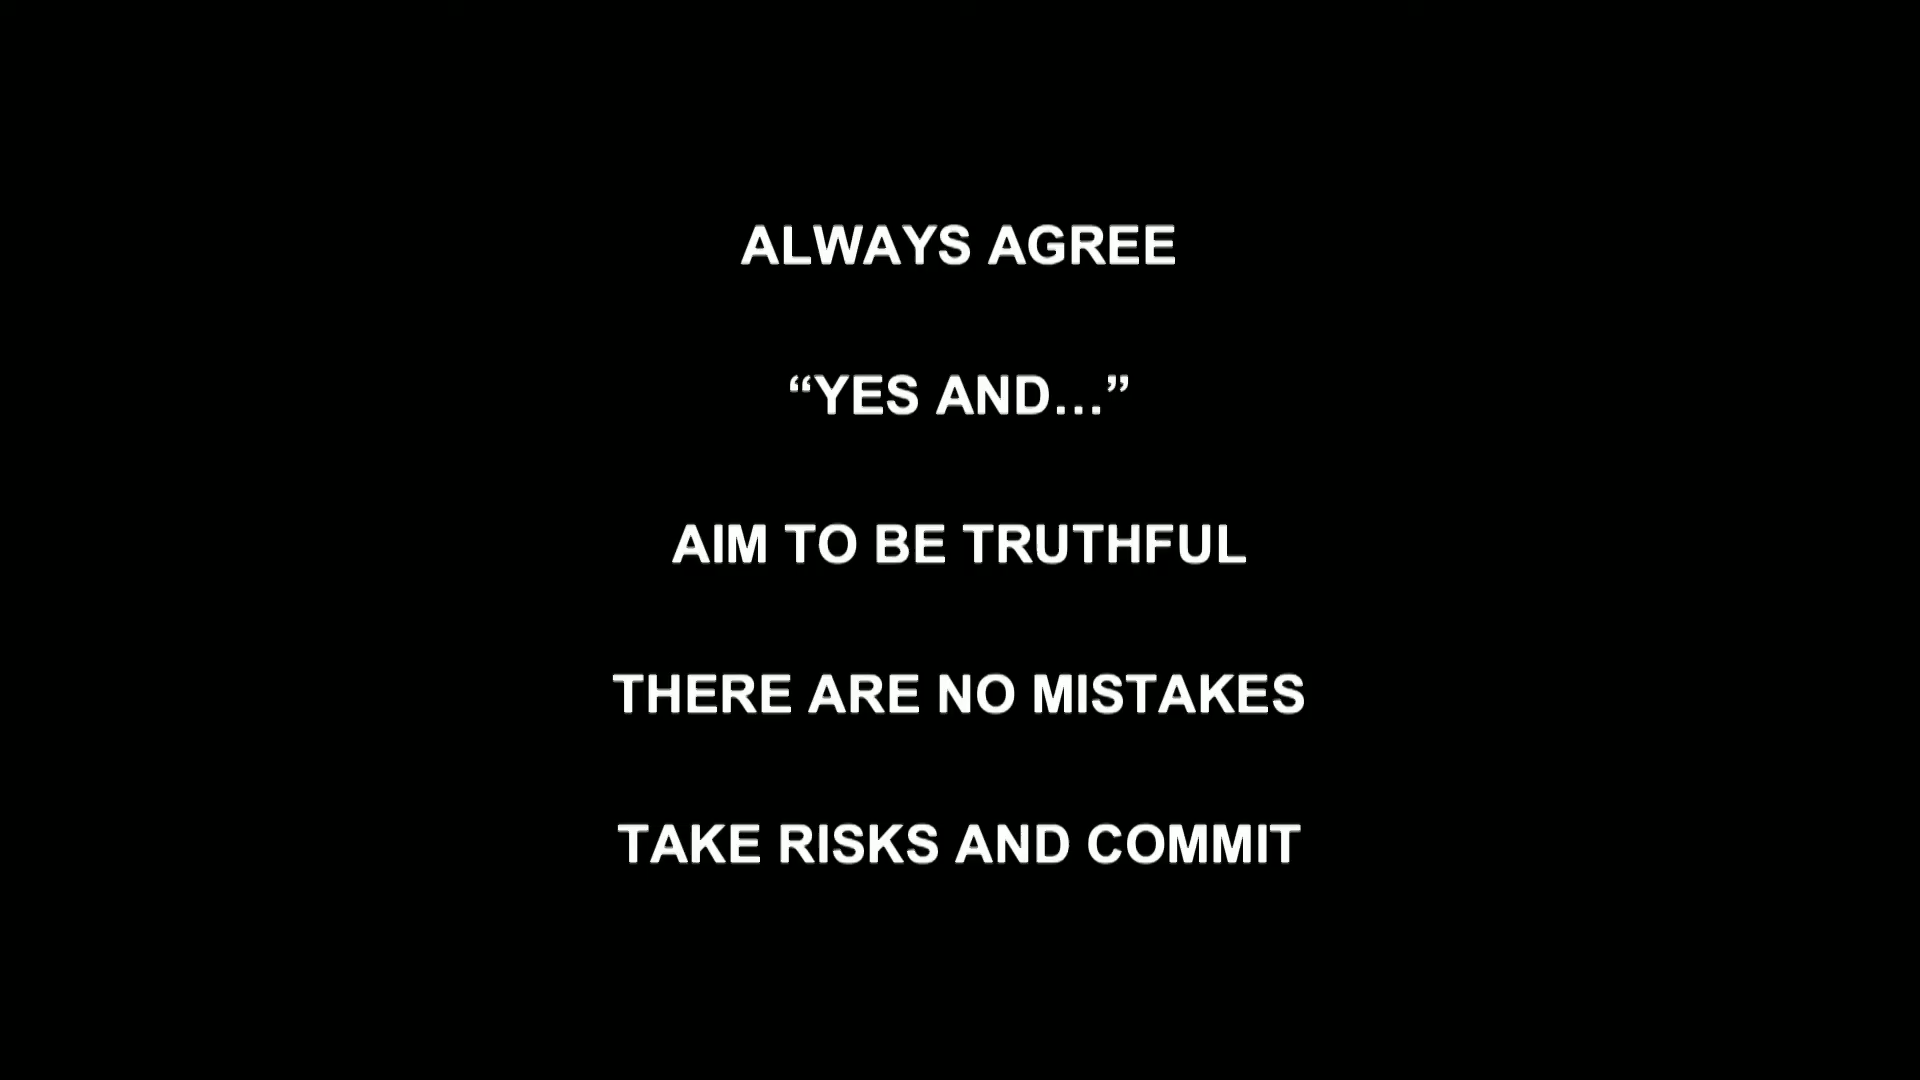 ALWAYS AGREE
“YES AND…”
AIM TO BE TRUTHFUL
THERE ARE NO MISTAKES
TAKE RISKS AND COMMIT